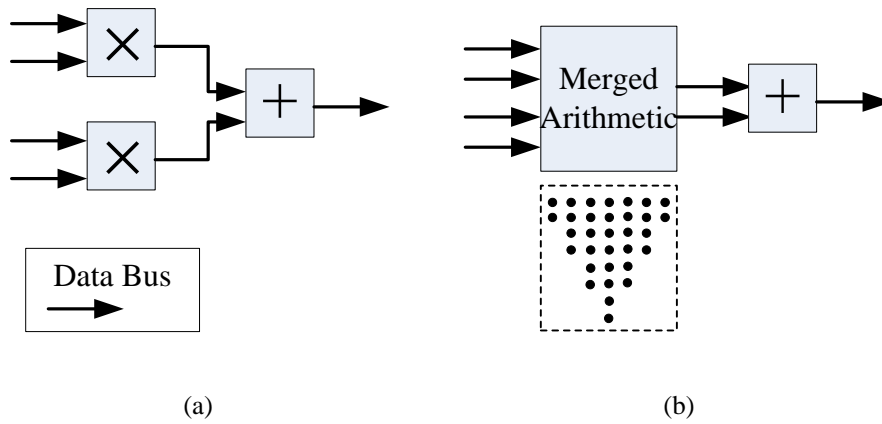 ×
×
+
Data Bus
(a)
Merged
Arithmetic
+
(b)